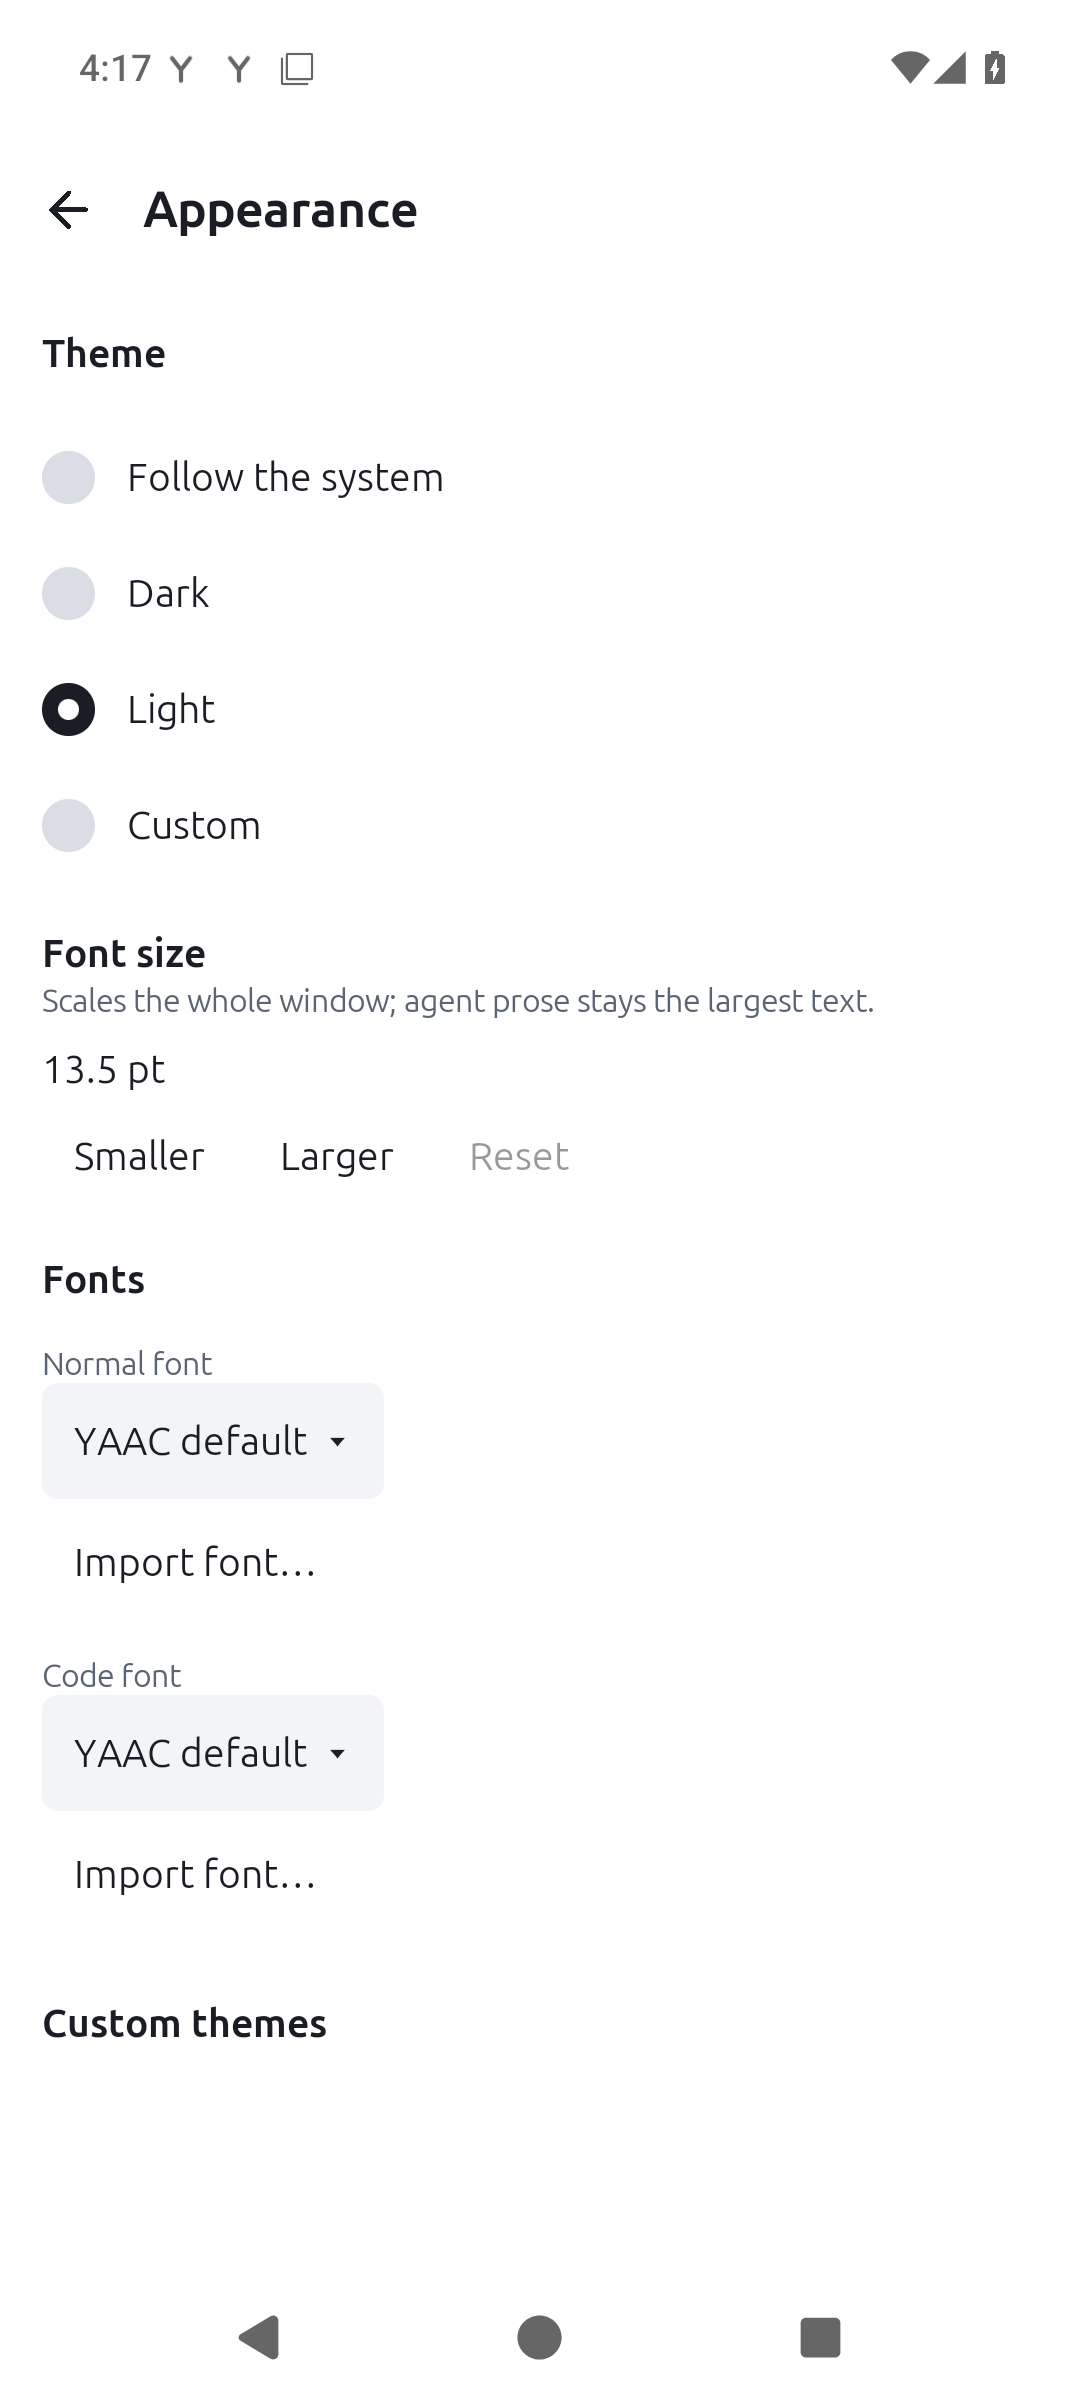 4:17
Appearance
Theme
Follow the system
Dark
Light
Custom
Font size
Scales the whole window; agent prose stays the largest text.
13.5 pt
Smaller Larger Reset
Fonts
Normal font
YAAC default
Import font…
Code font
YAAC default
Import font…
Custom themes